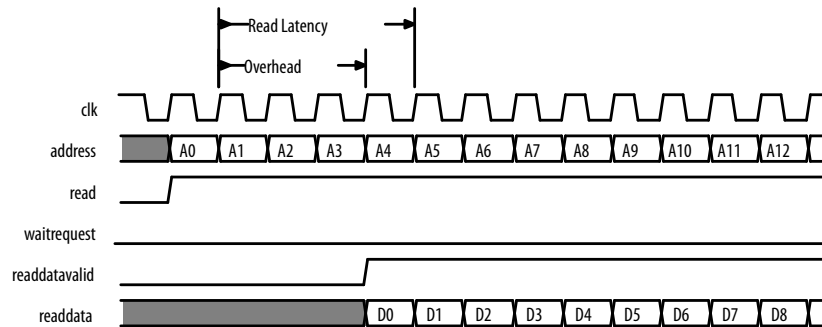 Read Latency
Overhead
clk
address A0 A1 A2 A3 A4 A5 A6 A7 A8 A9 A10 A11 A12
read
waitrequest
readdatavalid
readdata D0 D1 D2 D3 D4 D5 D6 D7 D8